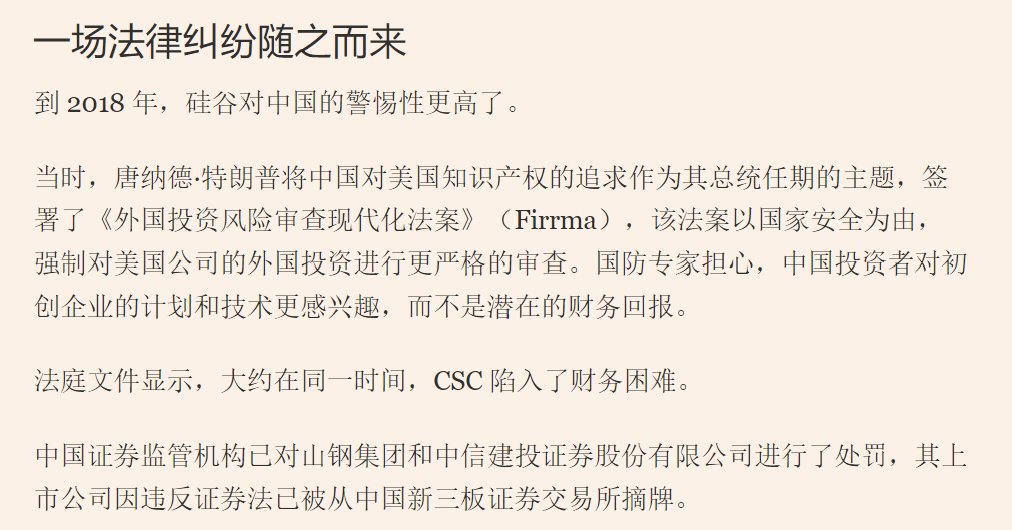 一场法律纠纷随之而来
到 2018 年，硅谷对中国的警惕性更高了。
当时，唐纳德·特朗普将中国对美国知识产权的追求作为其总统任期的主题，签
署了《外国投资风险审查现代化法案》（Firrma），该法案以国家安全为由，
强制对美国公司的外国投资进行更严格的审查。国防专家担心，中国投资者对初
创企业的计划和技术更感兴趣，而不是潜在的财务回报。
法庭文件显示，大约在同一时间，CSC 陷入了财务困难。
中国证券监管机构已对山钢集团和中信建投证券股份有限公司进行了处罚，其上
市公司因违反证券法已被从中国新三板证券交易所摘牌。